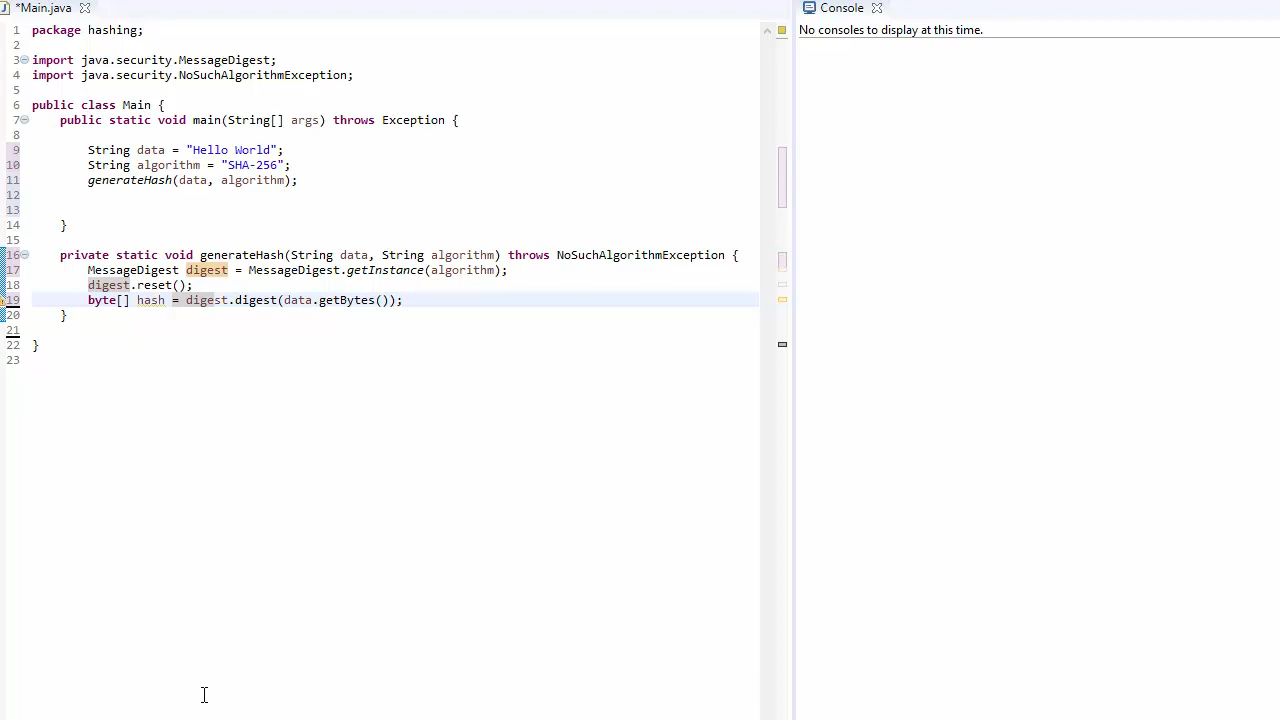 *Main.java
1 package hashing;
2
3 import java.security.MessageDigest;
4 import java.security.NoSuchAlgorithmException;
5
6 public class Main {
7 public static void main(String[] args) throws Exception {
8
9 String data = "Hello World";
10 String algorithm = "SHA-256";
11 generateHash(data, algorithm);
12
13
14 }
15
16 private static void generateHash(String data, String algorithm) throws NoSuchAlgorithmException {
17 MessageDigest digest = MessageDigest.getInstance(algorithm);
18 digest.reset();
19 byte[] hash = digest.digest(data.getBytes());
20 }
21
22 }
23
Console
No consoles to display at this time.